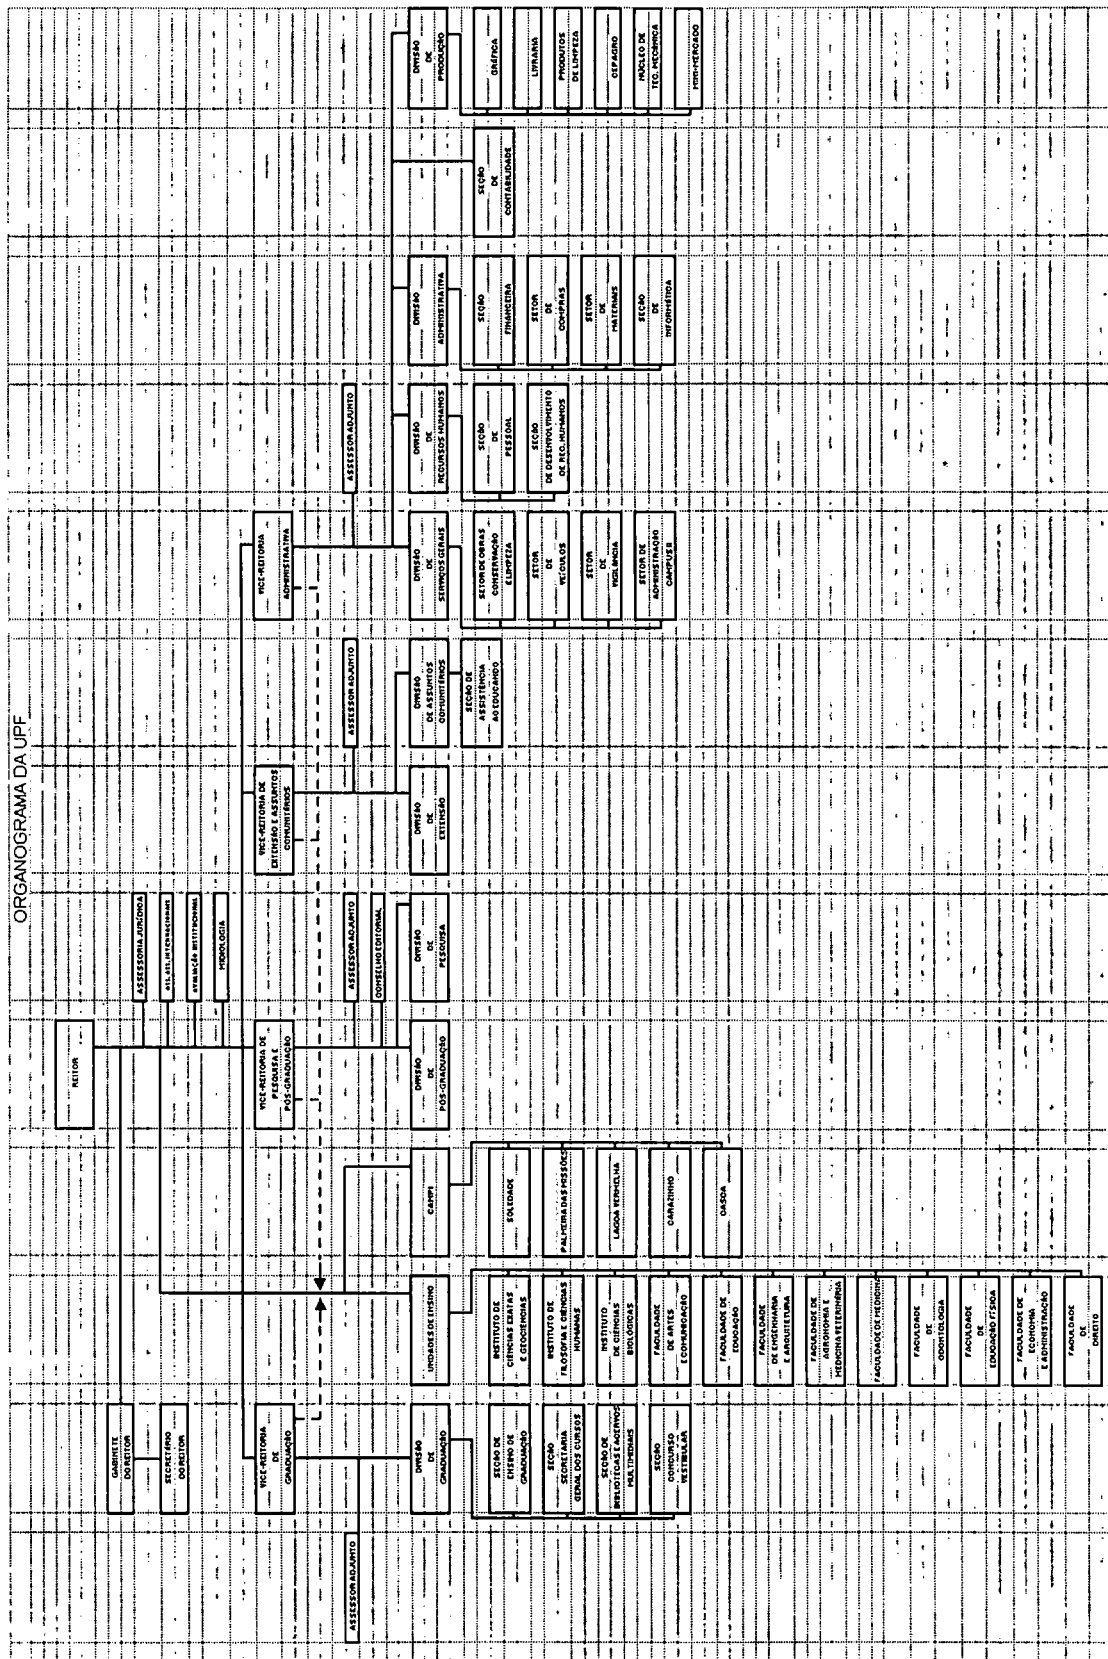 ORGANOGRAMA DA UPF
REITOR
GABINETE
DO REITOR
SECRETÁRIO
DO REITOR
ASSESSORIA JURÍDICA
ASS. ASS. INTERNACIONAIS
AVALIAÇÃO INSTITUCIONAL
MIDIOLOGIA
VICE-REITORIA
DE
GRADUAÇÃO
VICE-REITORIA DE
PESQUISA E
PÓS-GRADUAÇÃO
VICE-REITORIA DE
EXTENSÃO E ASSUNTOS
COMUNITÁRIOS
VICE-REITORIA
ADMINISTRATIVA
ASSESSOR ADJUNTO
ASSESSOR ADJUNTO
CONSELHO EDITORIAL
ASSESSOR ADJUNTO
ASSESSOR ADJUNTO
DIVISÃO
DE
GRADUAÇÃO
UNIDADES DE ENSINO
CAMPI
DIVISÃO
DE
PÓS-GRADUAÇÃO
DIVISÃO
DE
PESQUISA
DIVISÃO
DE
EXTENSÃO
DIVISÃO
DE ASSUNTOS
COMUNITÁRIOS
DIVISÃO
DE
SERVIÇOS GERAIS
DIVISÃO
DE
RECURSOS HUMANOS
DIVISÃO
ADMINISTRATIVA
DIVISÃO
DE
PRODUÇÃO
SEÇÃO DE
ENSINO DE
GRADUAÇÃO
SEÇÃO
SECRETARIA
GERAL DOS CURSOS
SEÇÃO DE
BIBLIOTECAS E ACERVOS
MULTIMEDIAIS
SEÇÃO
CONCURSO
VESTIBULAR
INSTITUTO DE
CIÊNCIAS EXATAS
E GEOCIENCIAS
INSTITUTO DE
FILOSOFIA E CIÊNCIAS
HUMANAS
INSTITUTO
DE CIÊNCIAS
BIOLÓGICAS
FACULDADE
DE ARTES
E COMUNICAÇÃO
FACULDADE DE
EDUCAÇÃO
FACULDADE
DE ENGENHARIA
E ARQUITETURA
FACULDADE DE
AGRONOMIA E
MEDICINA VETERINÁRIA
FACULDADE DE MEDICINA
FACULDADE
DE
ODONTOLOGIA
FACULDADE
DE
EDUCAÇÃO FÍSICA
FACULDADE DE
ECONOMIA
E ADMINISTRAÇÃO
FACULDADE
DE
DIREITO
SOLEDADE
PALMEIRA DAS MISSÕES
LAGOA VERMELHA
CARAZINHO
CASCA
SEÇÃO DE
ASSISTÊNCIA
AO EDUCANDO
SETOR DE OBRAS
CONSERVAÇÃO
E LIMPEZA
SETOR
DE
VEÍCULOS
SETOR
DE
VIGILÂNCIA
SETOR DE
ADMINISTRAÇÃO
CAMPUS II
SEÇÃO
DE
PESSOAL
SEÇÃO
DE DESENVOLVIMENTO
DE REC. HUMANOS
SEÇÃO
FINANCEIRA
SETOR
DE
COMPRAS
SETOR
DE
MATERIAIS
SEÇÃO
DE
INFORMÁTICA
SEÇÃO
DE
CONTABILIDADE
GRÁFICA
LIVRARIA
PRODUTOS
DE LIMPEZA
CEPAGRO
NÚCLEO DE
TEC. MECÂNICA
MINI-MERCADO